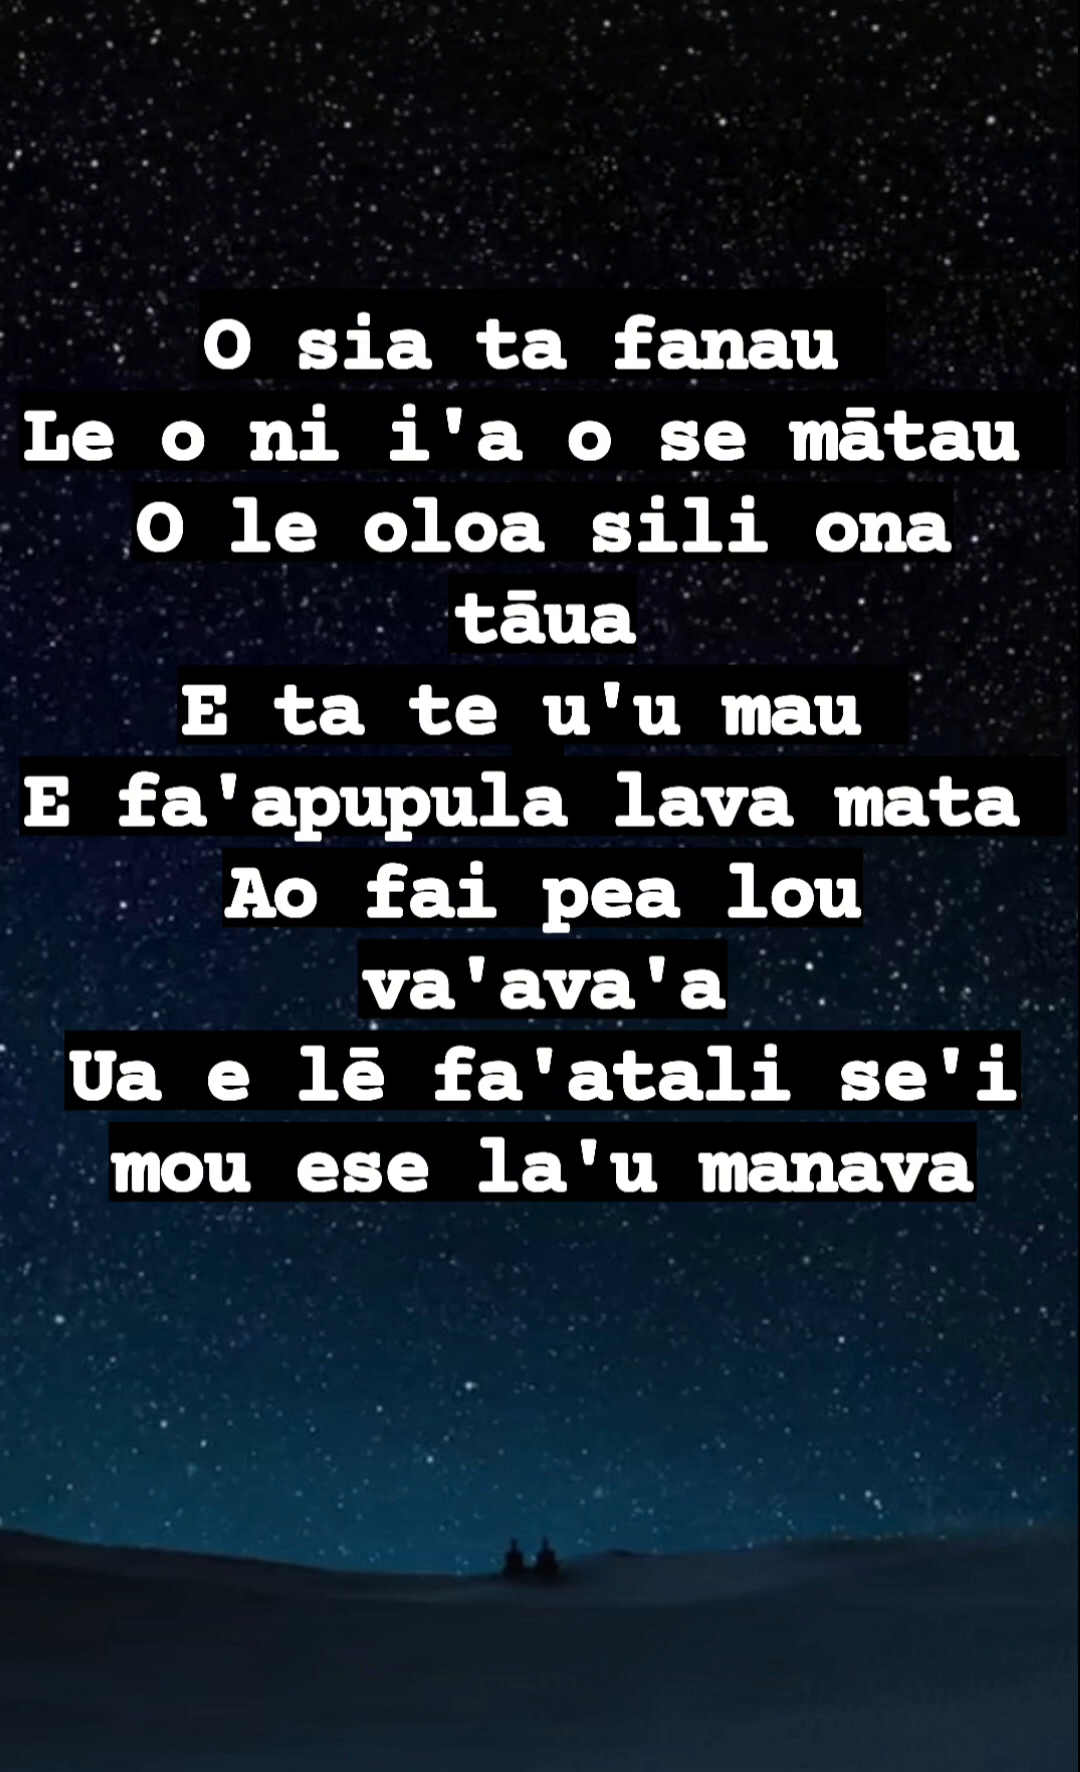 O sia ta fanau
Le o ni i'a o se mātau
O le oloa sili ona
tāua
E ta te u'u mau
E fa'apupula lava mata
Ao fai pea lou
va'ava'a
Ua e lē fa'atali se'i
mou ese la'u manava